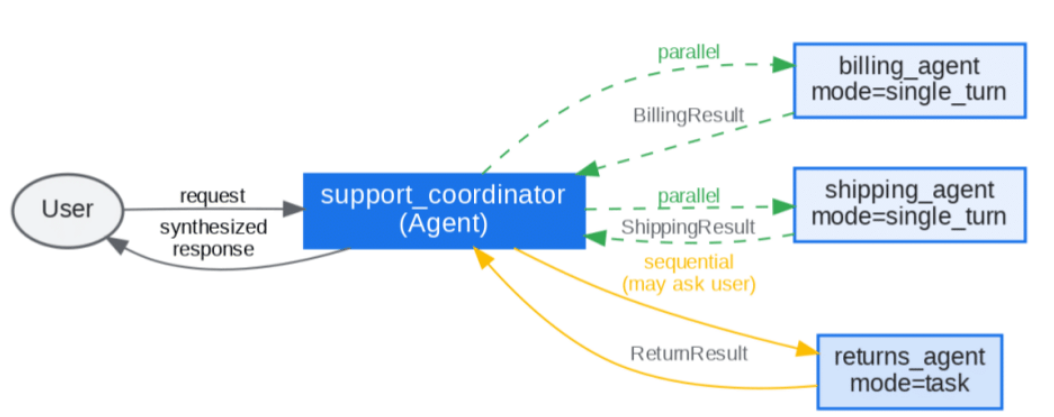 parallel
billing_agent
mode=single_turn
BillingResult
User
request
synthesized
response
support_coordinator
(Agent)
parallel
ShippingResult
shipping_agent
mode=single_turn
sequential
(may ask user)
ReturnResult
returns_agent
mode=task